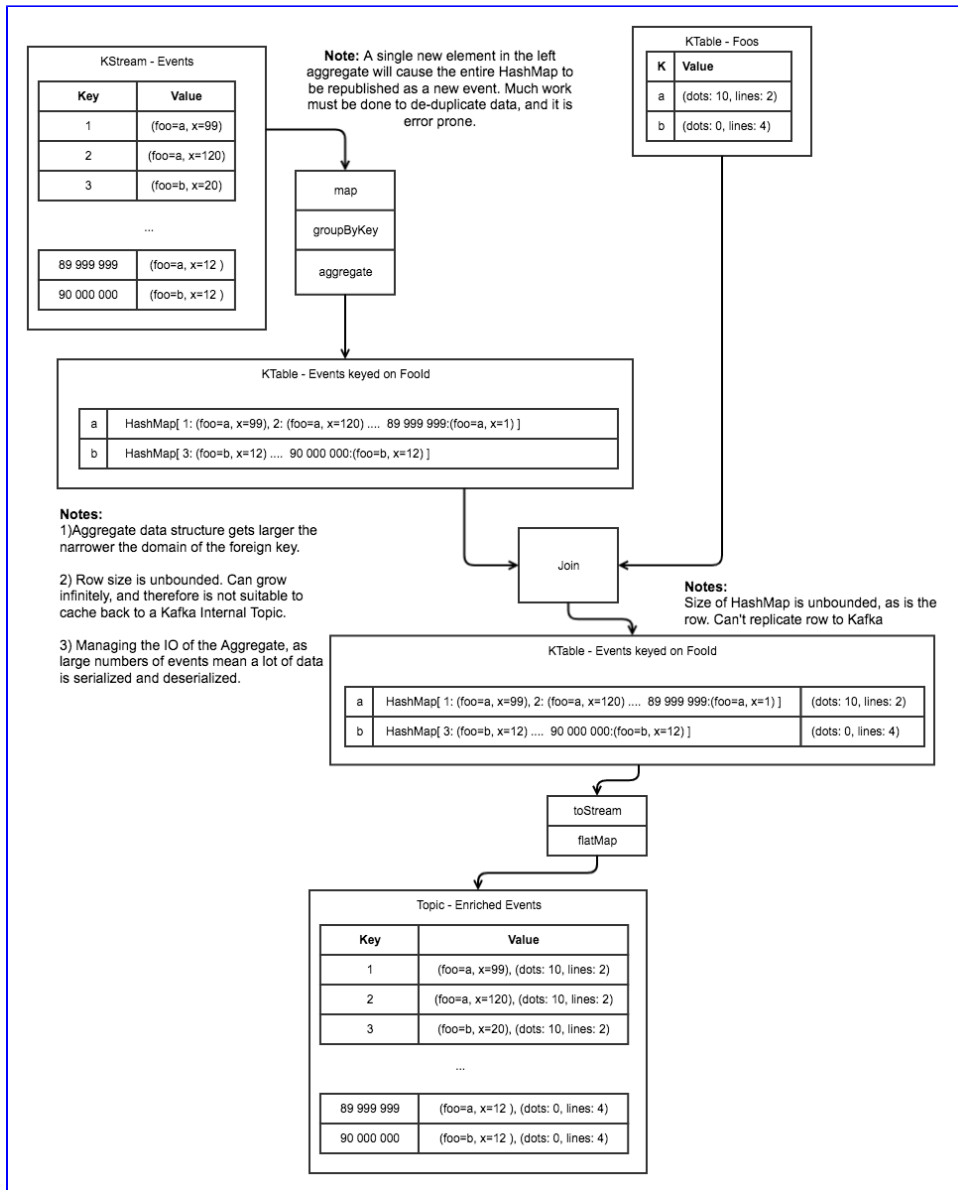 KStream - Events
Key Value
1 (foo=a, x=99)
2 (foo=a, x=120)
3 (foo=b, x=20)
...
89 999 999 (foo=a, x=12 )
90 000 000 (foo=b, x=12 )
Note: A single new element in the left
aggregate will cause the entire HashMap to
be republished as a new event. Much work
must be done to de-duplicate data, and it is
error prone.
KTable - Foos
K Value
a (dots: 10, lines: 2)
b (dots: 0, lines: 4)
map
groupByKey
aggregate
KTable - Events keyed on FooId
a HashMap[ 1: (foo=a, x=99), 2: (foo=a, x=120) .... 89 999 999:(foo=a, x=1) ]
b HashMap[ 3: (foo=b, x=12) .... 90 000 000:(foo=b, x=12) ]
Notes:
1)Aggregate data structure gets larger the
narrower the domain of the foreign key.
2) Row size is unbounded. Can grow
infinitely, and therefore is not suitable to
cache back to a Kafka Internal Topic.
3) Managing the IO of the Aggregate, as
large numbers of events mean a lot of data
is serialized and deserialized.
Join
Notes:
Size of HashMap is unbounded, as is the
row. Can't replicate row to Kafka
KTable - Events keyed on FooId
a HashMap[ 1: (foo=a, x=99), 2: (foo=a, x=120) .... 89 999 999:(foo=a, x=1) ] (dots: 10, lines: 2)
b HashMap[ 3: (foo=b, x=12) .... 90 000 000:(foo=b, x=12) ] (dots: 0, lines: 4)
toStream
flatMap
Topic - Enriched Events
Key Value
1 (foo=a, x=99), (dots: 10, lines: 2)
2 (foo=a, x=120), (dots: 10, lines: 2)
3 (foo=b, x=20), (dots: 10, lines: 2)
...
89 999 999 (foo=a, x=12 ), (dots: 0, lines: 4)
90 000 000 (foo=b, x=12 ), (dots: 0, lines: 4)